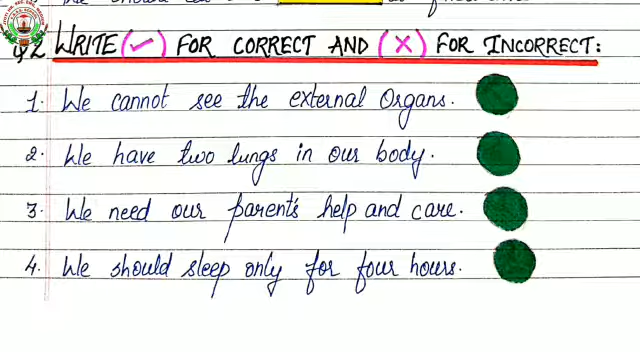 Q2 WRITE (✓) FOR CORRECT AND (X) FOR INCORRECT:
1. We cannot see the external Organs.
2. We have two lungs in our body.
3. We need our parent's help and care.
4. We should sleep only for four hours.